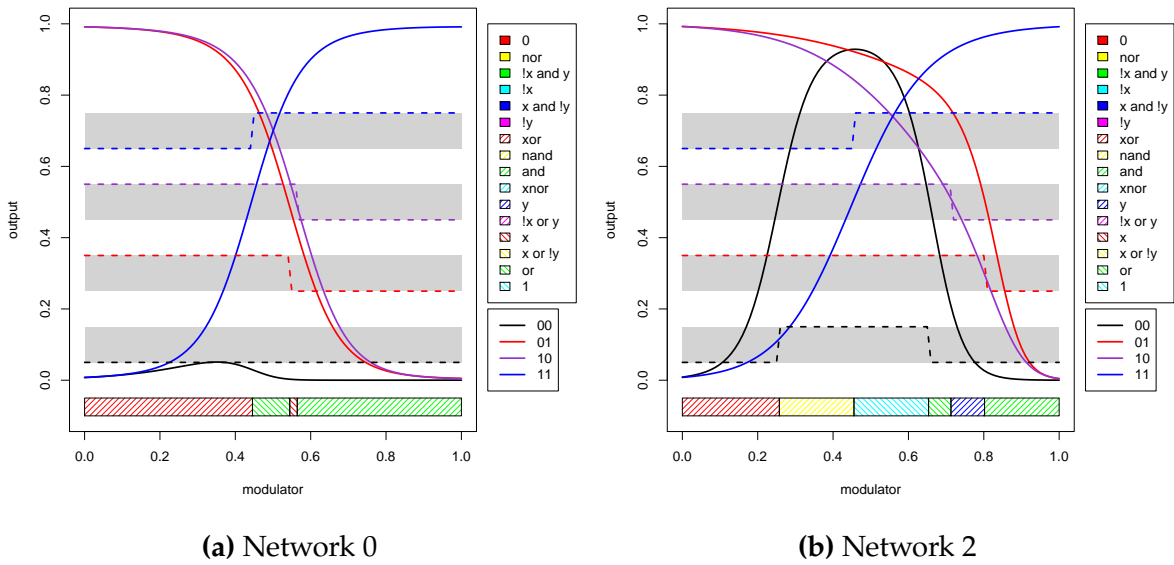 0.0 0.2 0.4 0.6 0.8 1.0
output
0.0 0.2 0.4 0.6 0.8 1.0
modulator
0
nor
!x and y
!x
x and !y
!y
xor
nand
and
xnor
y
!x or y
x
x or !y
or
1
00
01
10
11
(a) Network 0
0.0 0.2 0.4 0.6 0.8 1.0
output
0.0 0.2 0.4 0.6 0.8 1.0
modulator
0
nor
!x and y
!x
x and !y
!y
xor
nand
and
xnor
y
!x or y
x
x or !y
or
1
00
01
10
11
(b) Network 2